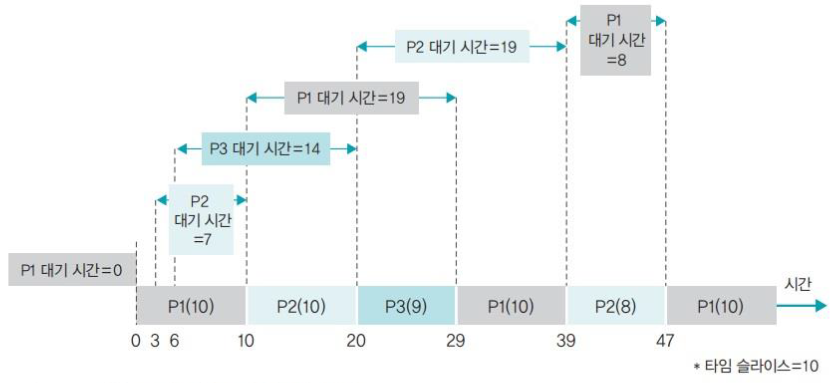 P1
대기 시간
=8
P2 대기 시간=19
P1 대기 시간=19
P3 대기 시간=14
P2
대기 시간
=7
P1 대기 시간=0
시간
P1(10) P2(10) P3(9) P1(10) P2(8) P1(10)
0 3 6 10 20 29 39 47
* 타임 슬라이스=10